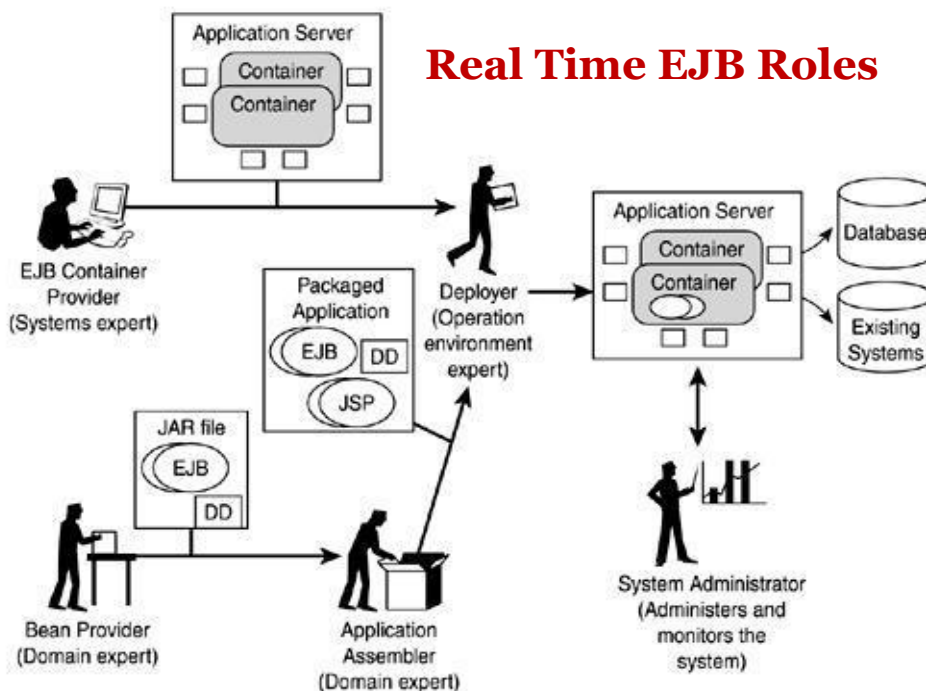 Real Time EJB Roles
Application Server
Container
Container
EJB Container
Provider
(Systems expert)
Packaged
Application
EJB
DD
JSP
Deployer
(Operation
environment
expert)
Application Server
Container
Container
Database
Existing
Systems
JAR file
EJB
DD
Bean Provider
(Domain expert)
Application
Assembler
(Domain expert)
System Administrator
(Administers and
monitors the
system)